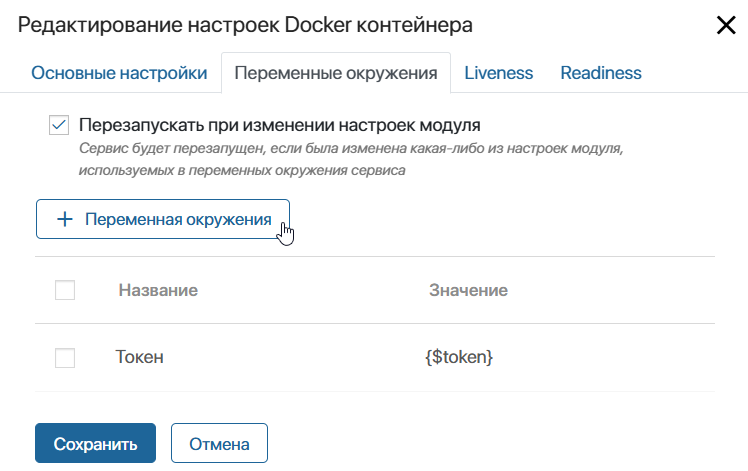 Редактирование настроек Docker контейнера
Основные настройки Переменные окружения Liveness Readiness
Перезапускать при изменении настроек модуля
Сервис будет перезапущен, если была изменена какая-либо из настроек модуля,
используемых в переменных окружения сервиса
+ Переменная окружения
Название Значение
Токен {$token}
Сохранить Отмена